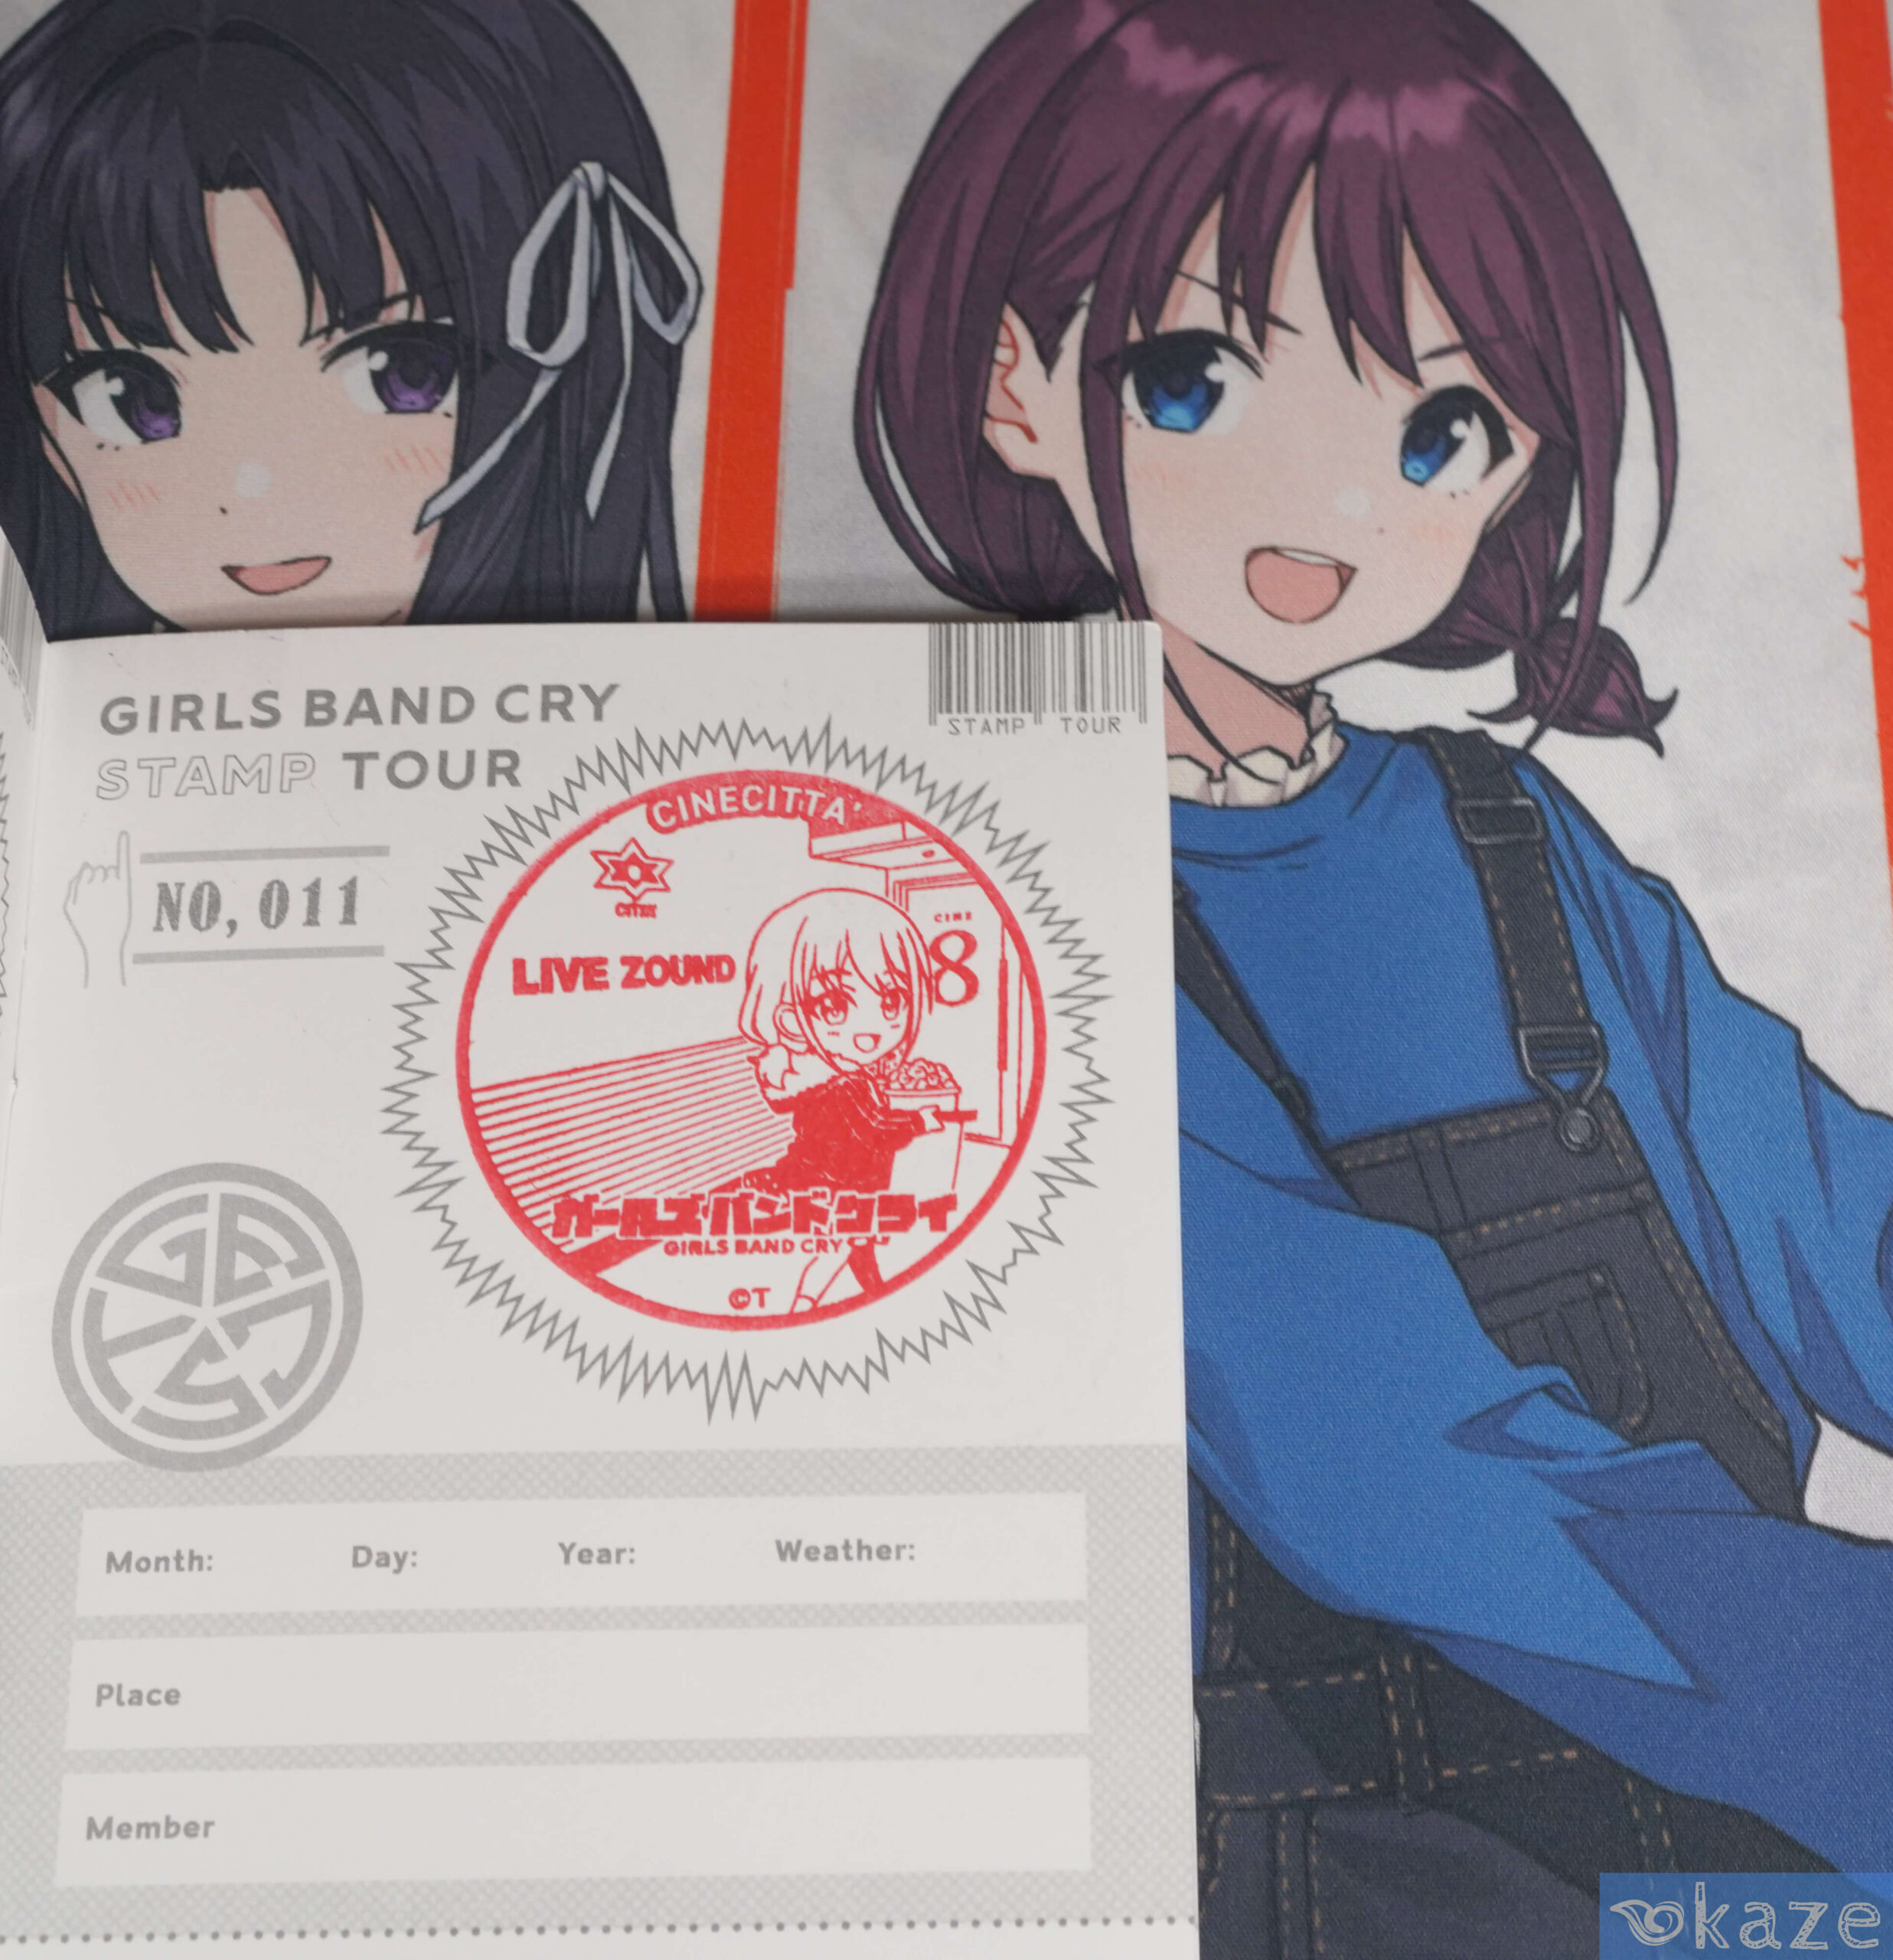 GIRLS BAND CRY
STAMP TOUR
STAMP TOUR
NO, 011
CINECITTA'
LIVE ZOUND
CINE
8
ガールズバンドクライ
GIRLS BAND CRY
©T
Month: Day: Year: Weather:
Place
Member
kaze